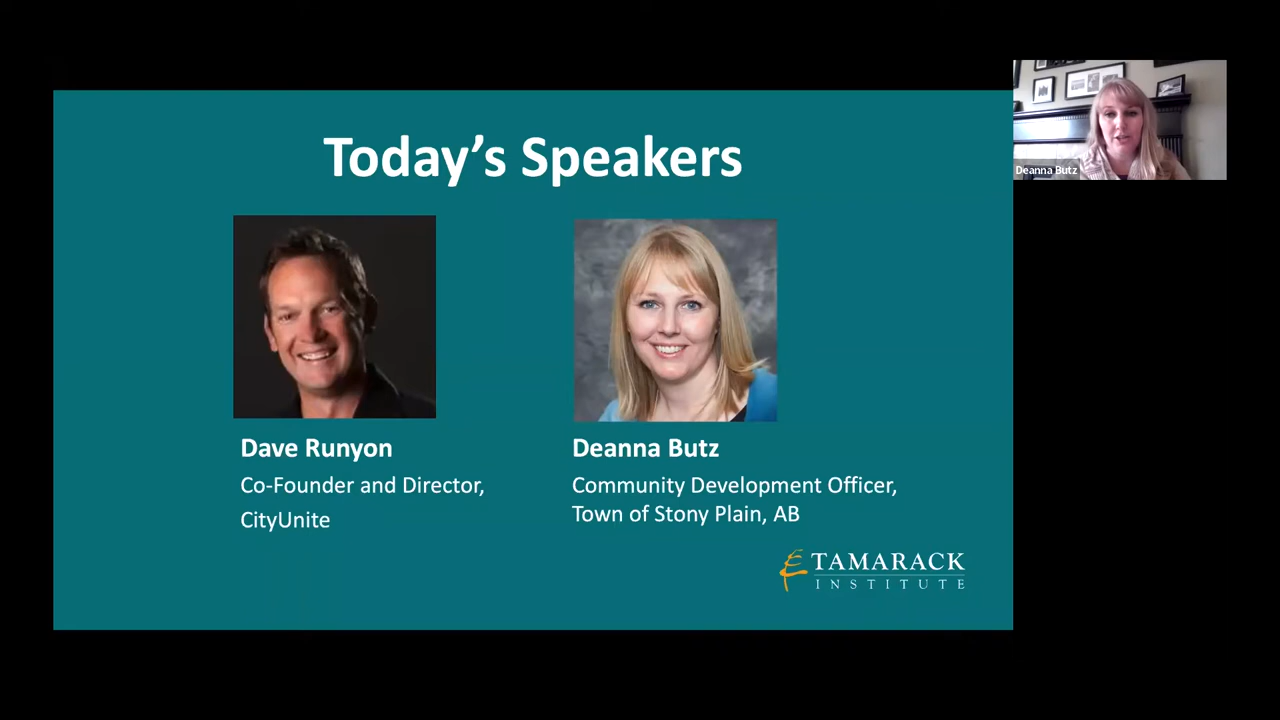 Today's Speakers
Deanna Butz
Dave Runyon
Co-Founder and Director,
CityUnite
Deanna Butz
Community Development Officer,
Town of Stony Plain, AB
TAMARACK
INSTITUTE